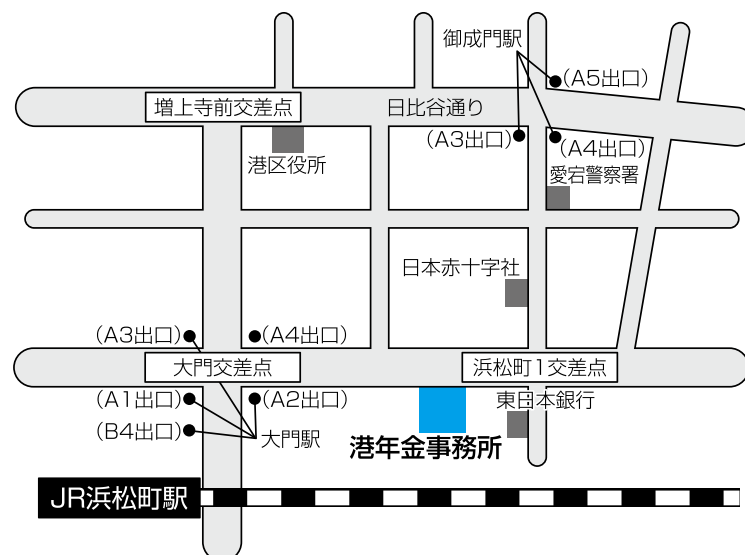 御成門駅
(A5出口)
増上寺前交差点
日比谷通り
(A3出口)
(A4出口)
港区役所
愛宕警察署
日本赤十字社
(A3出口)
(A4出口)
大門交差点
浜松町1交差点
(A1出口)
(A2出口)
東日本銀行
(B4出口)
大門駅
港年金事務所
JR浜松町駅